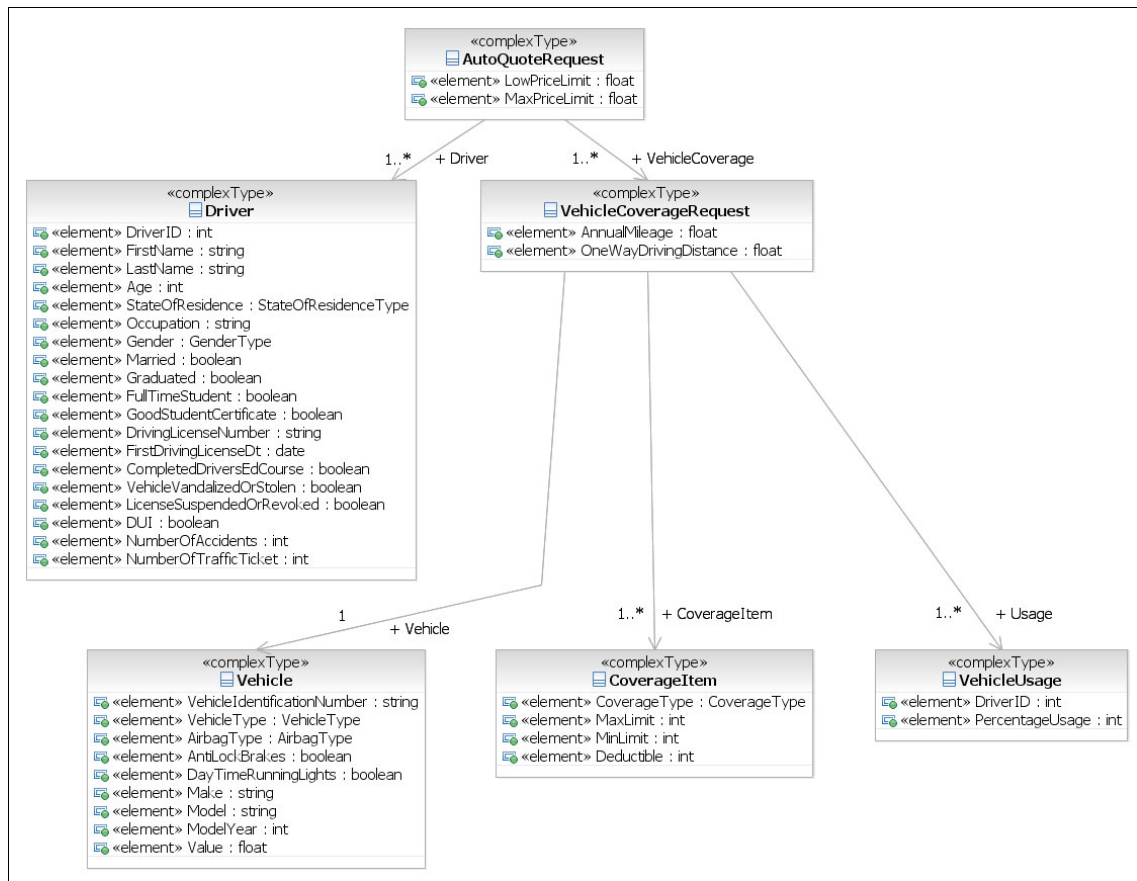 «complexType»
AutoQuoteRequest
«element» LowPriceLimit : float
«element» MaxPriceLimit : float
1..* + Driver
1..* + VehicleCoverage
«complexType»
Driver
«element» DriverID : int
«element» FirstName : string
«element» LastName : string
«element» Age : int
«element» StateOfResidence : StateOfResidenceType
«element» Occupation : string
«element» Gender : GenderType
«element» Married : boolean
«element» Graduated : boolean
«element» FullTimeStudent : boolean
«element» GoodStudentCertificate : boolean
«element» DrivingLicenseNumber : string
«element» FirstDrivingLicenseDt : date
«element» CompletedDriversEdCourse : boolean
«element» VehicleVandalizedOrStolen : boolean
«element» LicenseSuspendedOrRevoked : boolean
«element» DUI : boolean
«element» NumberOfAccidents : int
«element» NumberOfTrafficTicket : int
«complexType»
VehicleCoverageRequest
«element» AnnualMileage : float
«element» OneWayDrivingDistance : float
1
+ Vehicle
1..* + CoverageItem
1..* + Usage
«complexType»
Vehicle
«element» VehicleIdentificationNumber : string
«element» VehicleType : VehicleType
«element» AirbagType : AirbagType
«element» AntiLockBrakes : boolean
«element» DayTimeRunningLights : boolean
«element» Make : string
«element» Model : string
«element» ModelYear : int
«element» Value : float
«complexType»
CoverageItem
«element» CoverageType : CoverageType
«element» MaxLimit : int
«element» MinLimit : int
«element» Deductible : int
«complexType»
VehicleUsage
«element» DriverID : int
«element» PercentageUsage : int